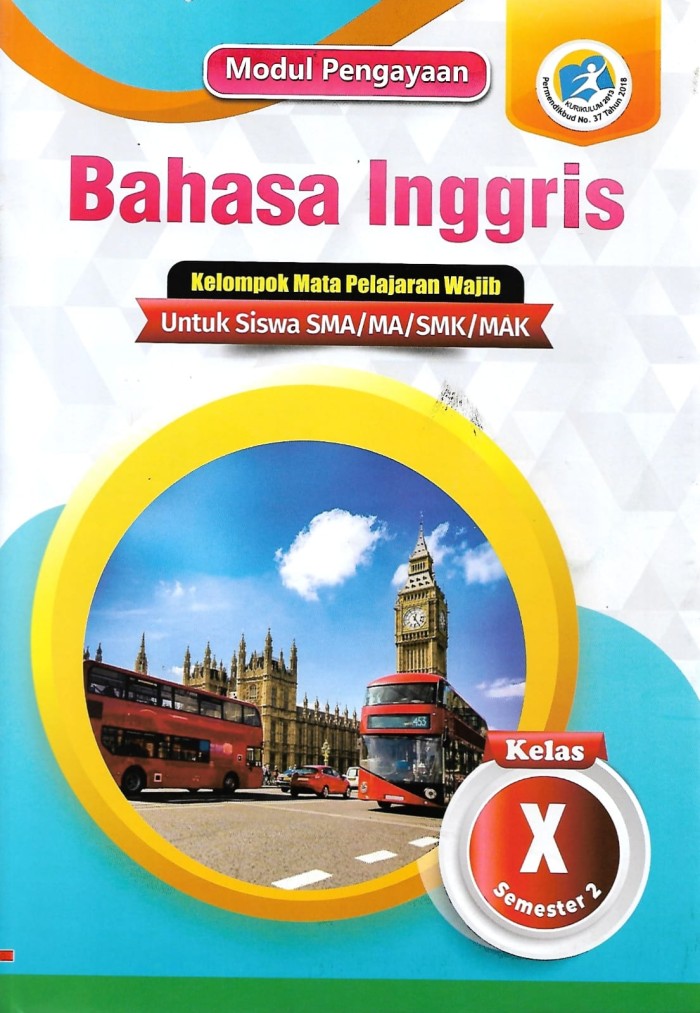 Modul Pengayaan
KURIKULUM 2013
Permendikbud No. 37 Tahun 2018
Bahasa Inggris
Kelompok Mata Pelajaran Wajib
Untuk Siswa SMA/MA/SMK/MAK
453
Kelas
X
Semester 2